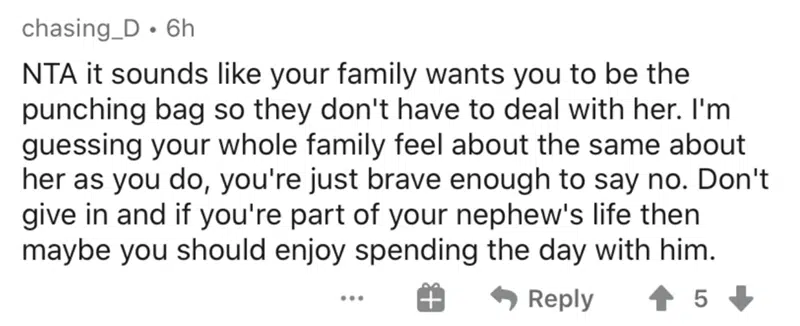 chasing_D • 6h
NTA it sounds like your family wants you to be the
punching bag so they don't have to deal with her. I'm
guessing your whole family feel about the same about
her as you do, you're just brave enough to say no. Don't
give in and if you're part of your nephew's life then
maybe you should enjoy spending the day with him.
Reply 5